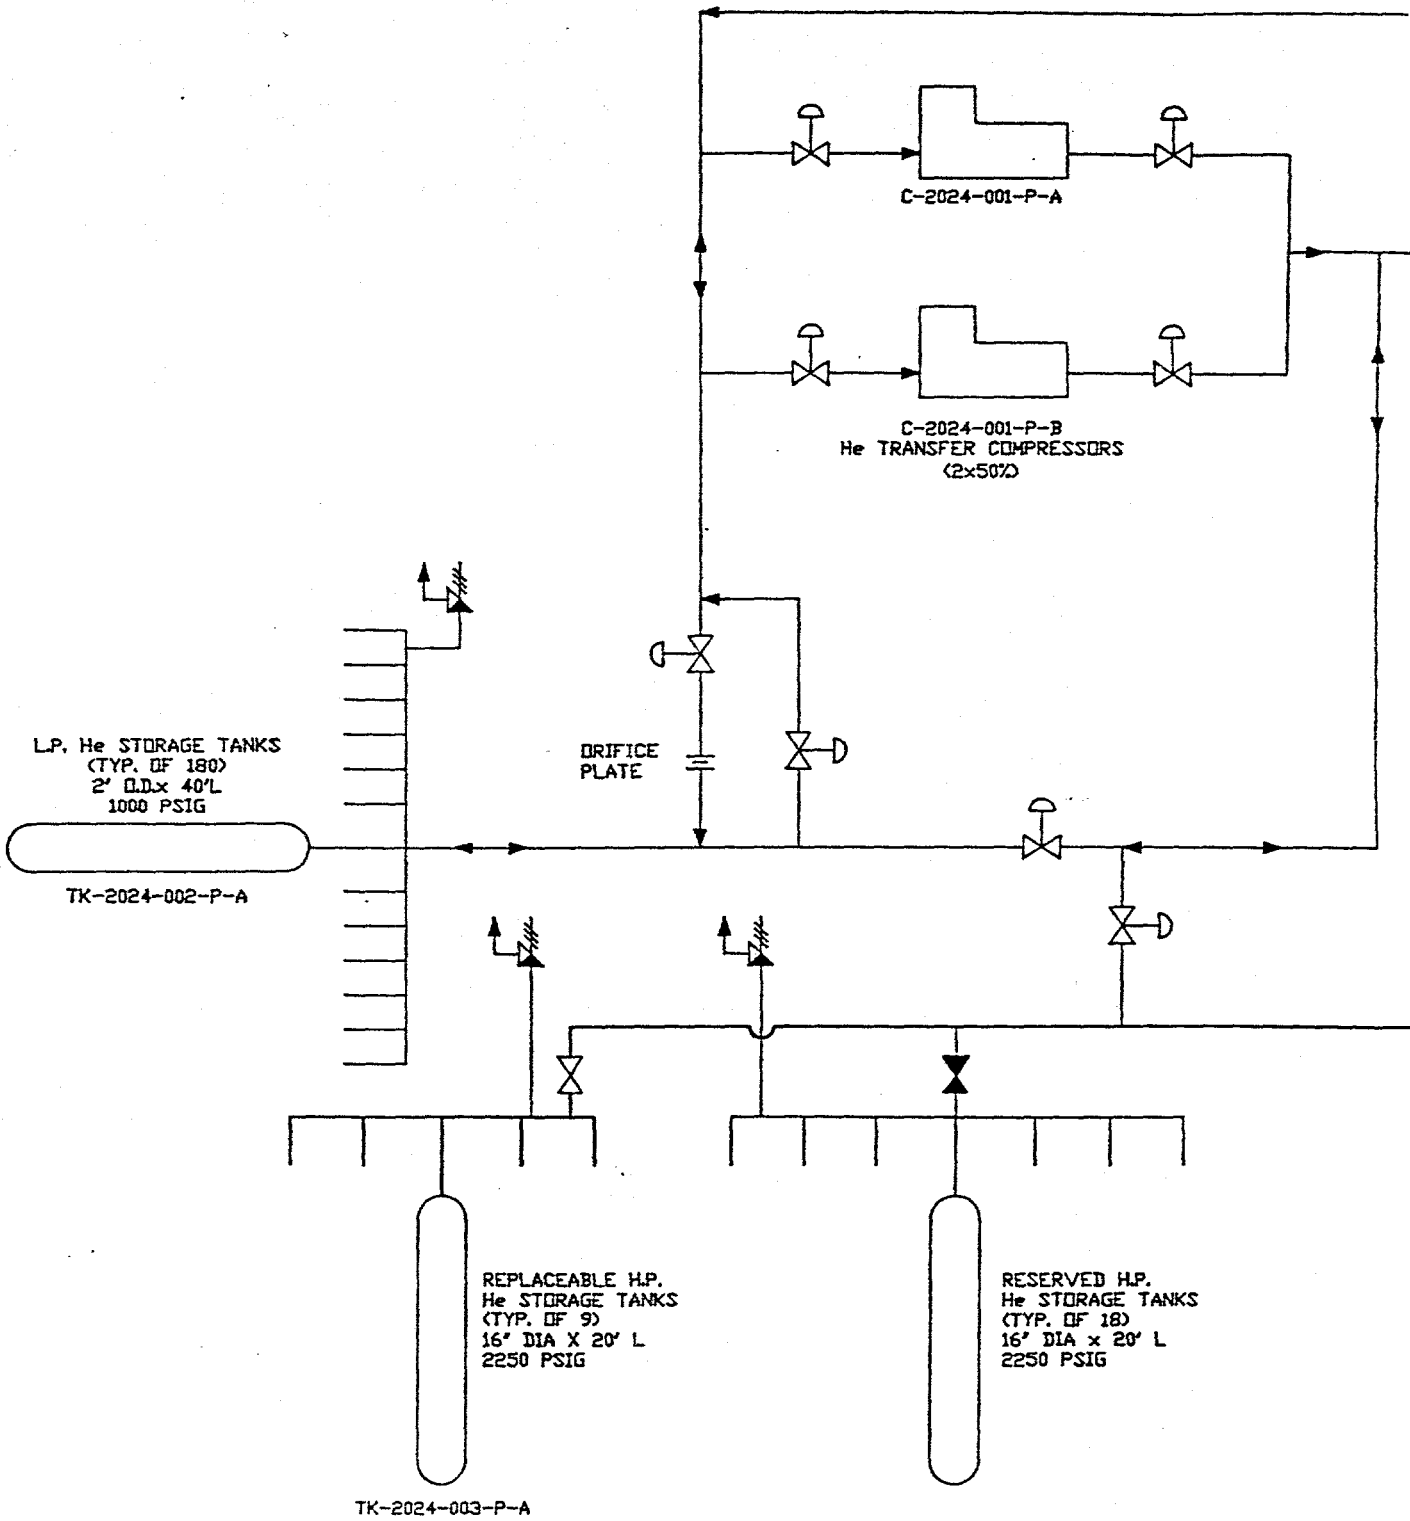 C-2024-001-P-A
C-2024-001-P-B
He TRANSFER COMPRESSORS
(2x50%)
L.P. He STORAGE TANKS
(TYP. OF 180)
2' O.D.x 40'L
1000 PSIG
TK-2024-002-P-A
ORIFICE
PLATE
REPLACEABLE H.P.
He STORAGE TANKS
(TYP. OF 9)
16" DIA X 20' L
2250 PSIG
TK-2024-003-P-A
RESERVED H.P.
He STORAGE TANKS
(TYP. OF 18)
16" DIA x 20' L
2250 PSIG